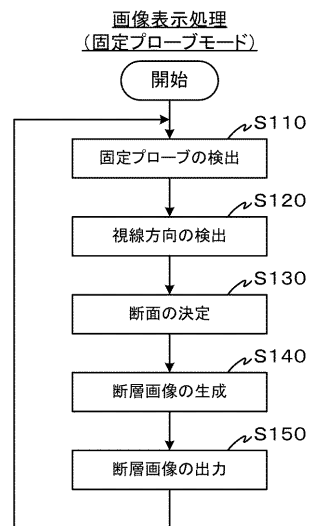 画像表示処理
（固定プローブモード）
開始
S110
固定プローブの検出
S120
視線方向の検出
S130
断面の決定
S140
断層画像の生成
S150
断層画像の出力